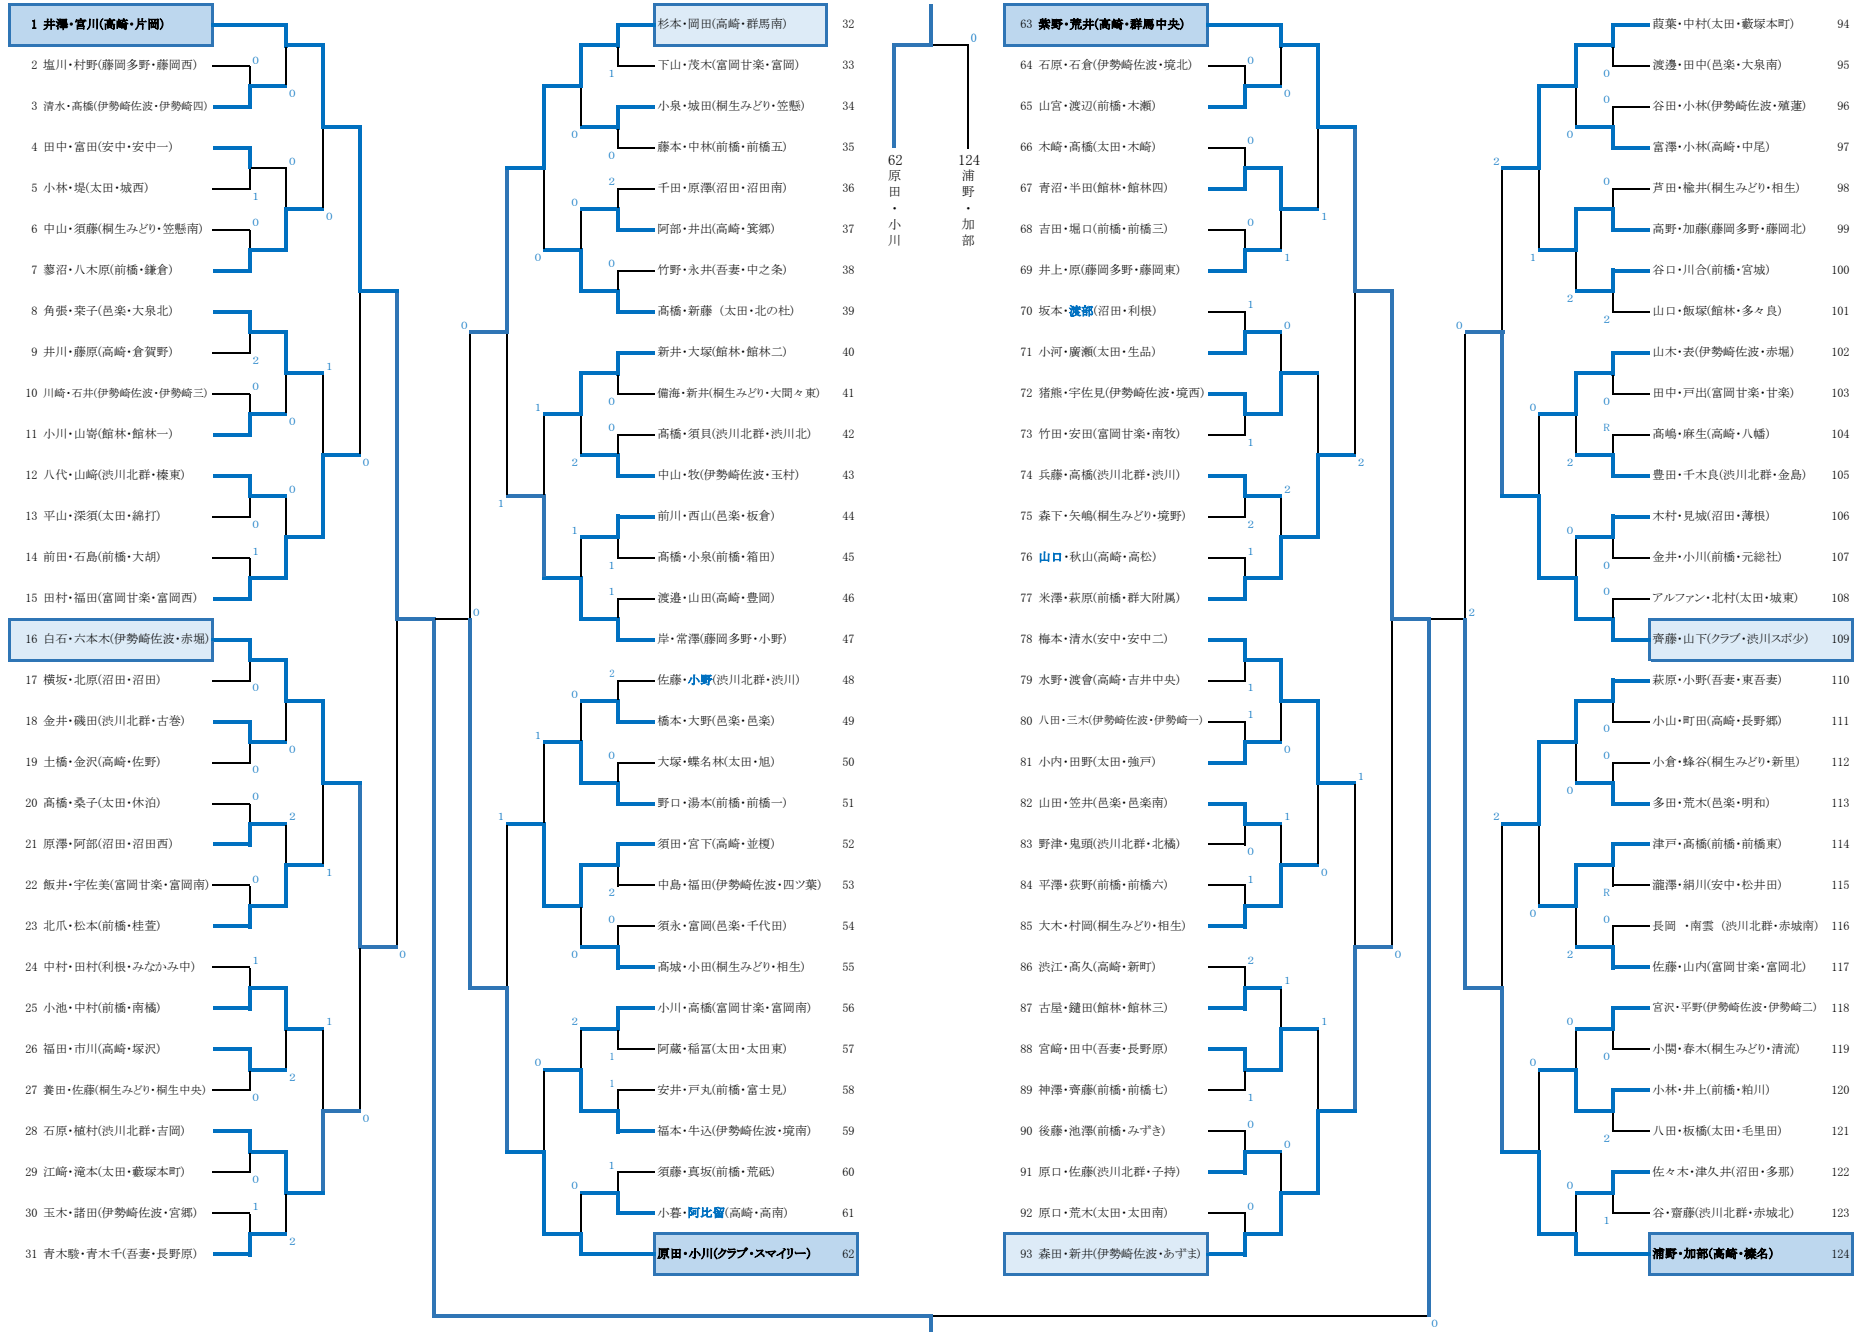 1 井澤・宮川(高崎・片岡)
2 塩川・村野(藤岡多野・藤岡西)
3 清水・髙橋(伊勢崎佐波・伊勢崎四)
4 田中・富田(安中・安中一)
5 小林・堤(太田・城西)
6 中山・須藤(桐生みどり・笠懸南)
7 蓼沼・八木原(前橋・鎌倉)
8 角張・栞子(邑楽・大泉北)
9 井川・藤原(高崎・倉賀野)
10 川崎・石井(伊勢崎佐波・伊勢崎三)
11 小川・山嵜(館林・館林一)
12 八代・山﨑(渋川北群・榛東)
13 平山・深須(太田・綿打)
14 前田・石島(前橋・大胡)
15 田村・福田(富岡甘楽・富岡西)
16 白石・六本木(伊勢崎佐波・赤堀)
17 横坂・北原(沼田・沼田)
18 金井・磯田(渋川北群・古巻)
19 土橋・金沢(高崎・佐野)
20 髙橋・桑子(太田・休泊)
21 原澤・阿部(沼田・沼田西)
22 飯井・宇佐美(富岡甘楽・富岡南)
23 北爪・松本(前橋・桂萱)
24 中村・田村(利根・みなかみ中)
25 小池・中村(前橋・南橘)
26 福田・市川(高崎・塚沢)
27 養田・佐藤(桐生みどり・桐生中央)
28 石原・植村(渋川北群・吉岡)
29 江﨑・滝本(太田・藪塚本町)
30 玉木・諸田(伊勢崎佐波・宮郷)
31 青木駿・青木千(吾妻・長野原)
杉本・岡田(高崎・群馬南) 32
下山・茂木(富岡甘楽・富岡) 33
小泉・城田(桐生みどり・笠懸) 34
藤本・中林(前橋・前橋五) 35
千田・原澤(沼田・沼田南) 36
阿部・井出(高崎・箕郷) 37
竹野・永井(吾妻・中之条) 38
髙橋・新藤 (太田・北の杜) 39
新井・大塚(館林・館林二) 40
備海・新井(桐生みどり・大間々東) 41
髙橋・須貝(渋川北群・渋川北) 42
中山・牧(伊勢崎佐波・玉村) 43
前川・西山(邑楽・板倉) 44
髙橋・小泉(前橋・箱田) 45
渡邉・山田(高崎・豊岡) 46
岸・常澤(藤岡多野・小野) 47
佐藤・小野(渋川北群・渋川) 48
橋本・大野(邑楽・邑楽) 49
大塚・蝶名林(太田・旭) 50
野口・湯本(前橋・前橋一) 51
須田・宮下(高崎・並榎) 52
中島・福田(伊勢崎佐波・四ツ葉) 53
須永・富岡(邑楽・千代田) 54
髙城・小田(桐生みどり・相生) 55
小川・高橋(富岡甘楽・富岡南) 56
阿蔵・稲冨(太田・太田東) 57
安井・戸丸(前橋・富士見) 58
福本・牛込(伊勢崎佐波・境南) 59
須藤・真坂(前橋・荒砥) 60
小暮・阿比留(高崎・高南) 61
原田・小川(クラブ・スマイリー) 62
0
62 原田・小川
124 浦野・加部
63 紫野・荒井(高崎・群馬中央)
64 石原・石倉(伊勢崎佐波・境北)
65 山宮・渡辺(前橋・木瀬)
66 木崎・髙橋(太田・木崎)
67 青沼・半田(館林・館林四)
68 吉田・堀口(前橋・前橋三)
69 井上・原(藤岡多野・藤岡東)
70 坂本・渡部(沼田・利根)
71 小河・廣瀬(太田・生品)
72 猪熊・宇佐見(伊勢崎佐波・境西)
73 竹田・安田(富岡甘楽・南牧)
74 兵藤・高橋(渋川北群・渋川)
75 森下・矢嶋(桐生みどり・境野)
76 山口・秋山(高崎・高松)
77 米澤・萩原(前橋・群大附属)
78 梅本・清水(安中・安中二)
79 水野・渡會(高崎・吉井中央)
80 八田・三木(伊勢崎佐波・伊勢崎一)
81 小内・田野(太田・強戸)
82 山田・笠井(邑楽・邑楽南)
83 野津・鬼頭(渋川北群・北橘)
84 平澤・荻野(前橋・前橋六)
85 大木・村岡(桐生みどり・相生)
86 渋江・髙久(高崎・新町)
87 古屋・鑓田(館林・館林三)
88 宮崎・田中(吾妻・長野原)
89 神澤・齊藤(前橋・前橋七)
90 後藤・池澤(前橋・みずき)
91 原口・佐藤(渋川北群・子持)
92 原口・荒木(太田・太田南)
93 森田・新井(伊勢崎佐波・あずま)
葭葉・中村(太田・藪塚本町) 94
渡邊・田中(邑楽・大泉南) 95
谷田・小林(伊勢崎佐波・殖蓮) 96
富澤・小林(高崎・中尾) 97
芦田・楡井(桐生みどり・相生) 98
高野・加藤(藤岡多野・藤岡北) 99
谷口・川合(前橋・宮城) 100
山口・飯塚(館林・多々良) 101
山木・表(伊勢崎佐波・赤堀) 102
田中・戸出(富岡甘楽・甘楽) 103
髙嶋・麻生(高崎・八幡) 104
豊田・千木良(渋川北群・金島) 105
木村・見城(沼田・薄根) 106
金井・小川(前橋・元総社) 107
アルファン・北村(太田・城東) 108
齊藤・山下(クラブ・渋川スポ少) 109
萩原・小野(吾妻・東吾妻) 110
小山・町田(高崎・長野郷) 111
小倉・蜂谷(桐生みどり・新里) 112
多田・荒木(邑楽・明和) 113
津戸・髙橋(前橋・前橋東) 114
瀧澤・絹川(安中・松井田) 115
長岡 ・南雲 (渋川北群・赤城南) 116
佐藤・山内(富岡甘楽・富岡北) 117
宮沢・平野(伊勢崎佐波・伊勢崎二) 118
小関・春木(桐生みどり・清流) 119
小林・井上(前橋・粕川) 120
八田・板橋(太田・毛里田) 121
佐々木・津久井(沼田・多那) 122
谷・齋藤(渋川北群・赤城北) 123
浦野・加部(高崎・榛名) 124